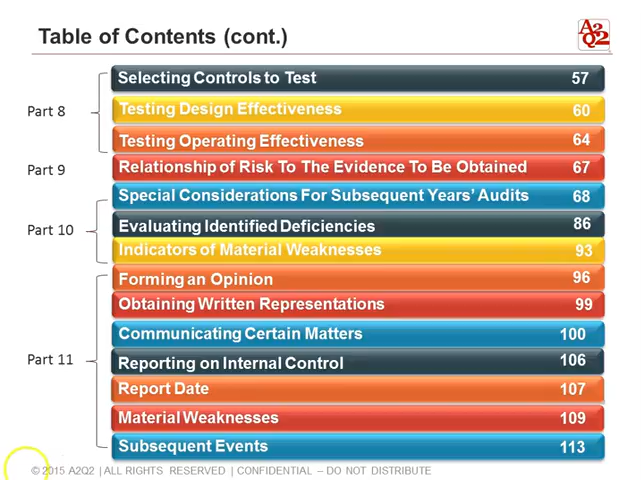 Table of Contents (cont.)
A2
Q2
Part 8
Selecting Controls to Test 57
Testing Design Effectiveness 60
Testing Operating Effectiveness 64
Part 9
Relationship of Risk To The Evidence To Be Obtained 67
Part 10
Special Considerations For Subsequent Years' Audits 68
Evaluating Identified Deficiencies 86
Indicators of Material Weaknesses 93
Part 11
Forming an Opinion 96
Obtaining Written Representations 99
Communicating Certain Matters 100
Reporting on Internal Control 106
Report Date 107
Material Weaknesses 109
Subsequent Events 113
© 2015 A2Q2 | ALL RIGHTS RESERVED | CONFIDENTIAL – DO NOT DISTRIBUTE